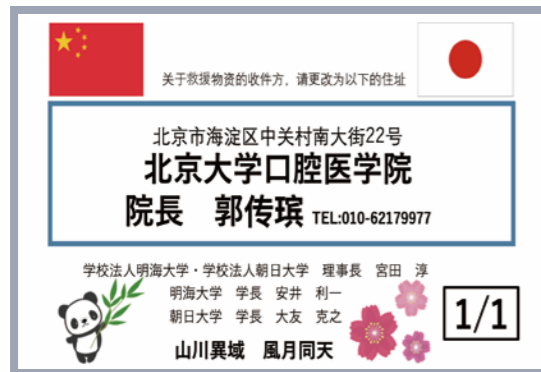 关于救援物资的收件方，请更改为以下的住址
北京市海淀区中关村南大街22号
北京大学口腔医学院
院長　郭传瑸 TEL:010-62179977
学校法人明海大学・学校法人朝日大学　理事長　宮田　淳
明海大学　学長　安井　利一
朝日大学　学長　大友　克之
山川異域　風月同天
1/1